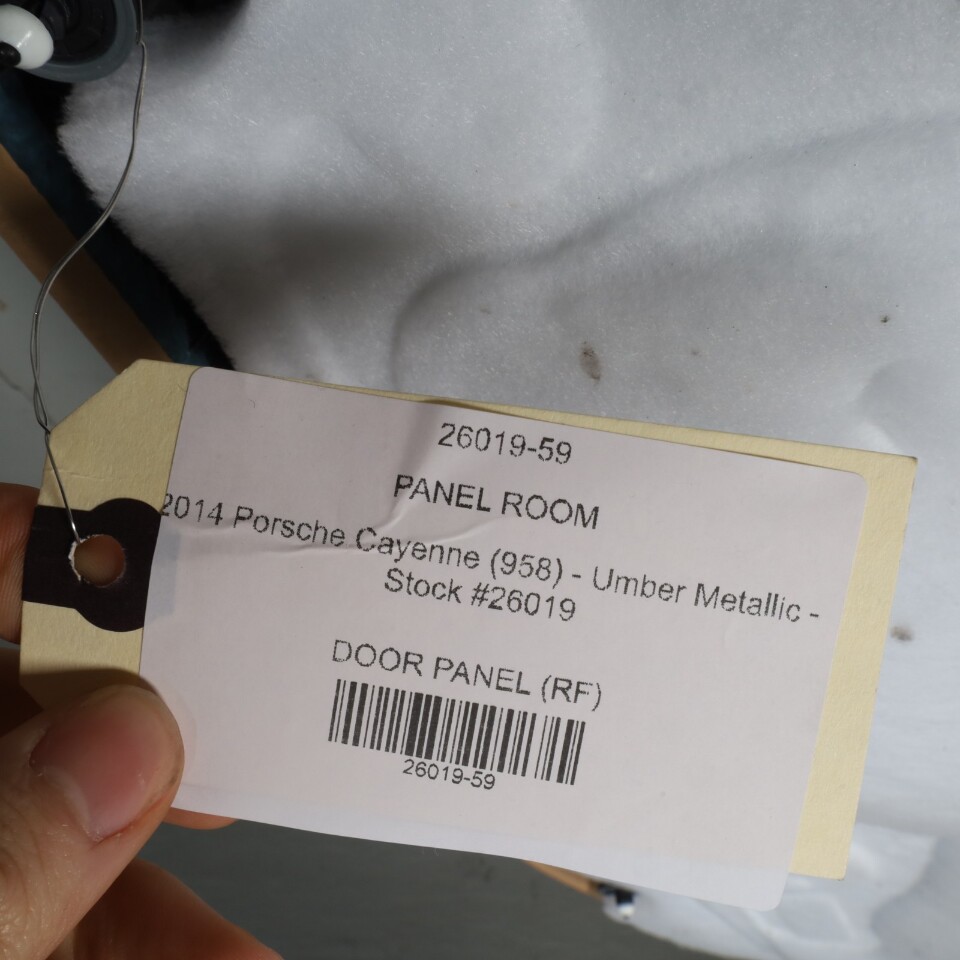 26019-59
PANEL ROOM
2014 Porsche Cayenne (958) - Umber Metallic -
Stock #26019
DOOR PANEL (RF)
26019-59